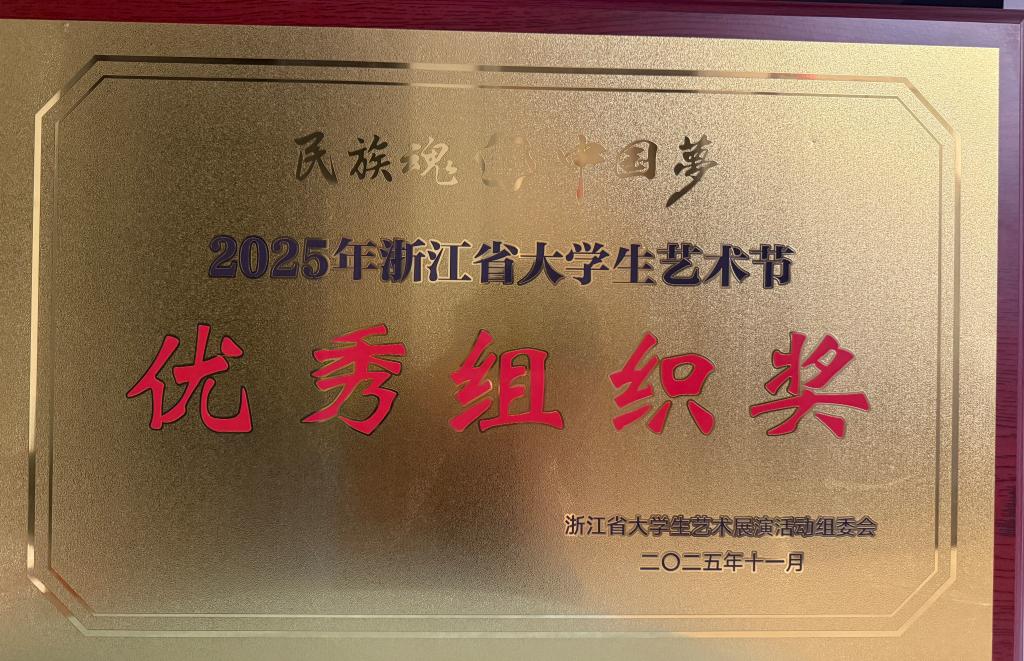 民族魂 中国夢
2025年浙江省大学生艺术节
优秀组织奖
浙江省大学生艺术展演活动组委会
二〇二五年十一月